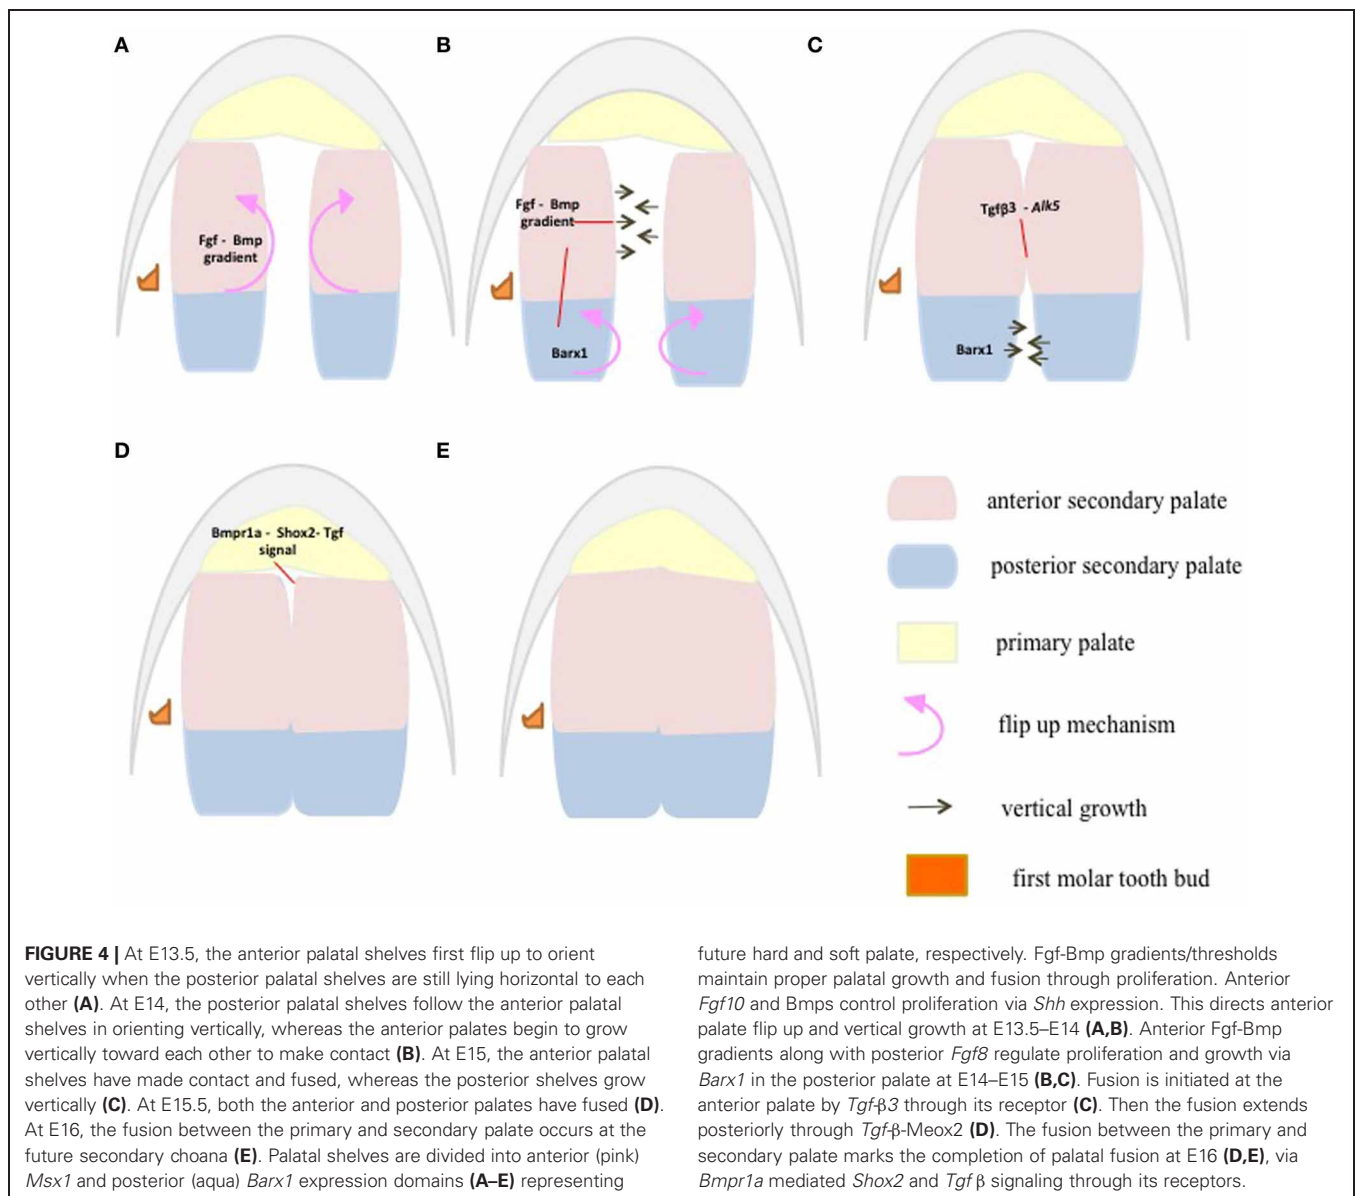 A
B
C
Fgf - Bmp
gradient
Fgf - Bmp
gradient
Barx1
Tgfβ3 - Alk5
Barx1
D
E
Bmpr1a - Shox2- Tgf
signal
anterior secondary palate
posterior secondary palate
primary palate
flip up mechanism
vertical growth
first molar tooth bud
FIGURE 4 | At E13.5, the anterior palatal shelves first flip up to orient
vertically when the posterior palatal shelves are still lying horizontal to each
other (A). At E14, the posterior palatal shelves follow the anterior palatal
shelves in orienting vertically, whereas the anterior palates begin to grow
vertically toward each other to make contact (B). At E15, the anterior palatal
shelves have made contact and fused, whereas the posterior shelves grow
vertically (C). At E15.5, both the anterior and posterior palates have fused (D).
At E16, the fusion between the primary and secondary palate occurs at the
future secondary choana (E). Palatal shelves are divided into anterior (pink)
Msx1 and posterior (aqua) Barx1 expression domains (A–E) representing
future hard and soft palate, respectively. Fgf-Bmp gradients/thresholds
maintain proper palatal growth and fusion through proliferation. Anterior
Fgf10 and Bmps control proliferation via Shh expression. This directs anterior
palate flip up and vertical growth at E13.5–E14 (A,B). Anterior Fgf-Bmp
gradients along with posterior Fgf8 regulate proliferation and growth via
Barx1 in the posterior palate at E14–E15 (B,C). Fusion is initiated at the
anterior palate by Tgf-β3 through its receptor (C). Then the fusion extends
posteriorly through Tgf-β-Meox2 (D). The fusion between the primary and
secondary palate marks the completion of palatal fusion at E16 (D,E), via
Bmpr1a mediated Shox2 and Tgf β signaling through its receptors.